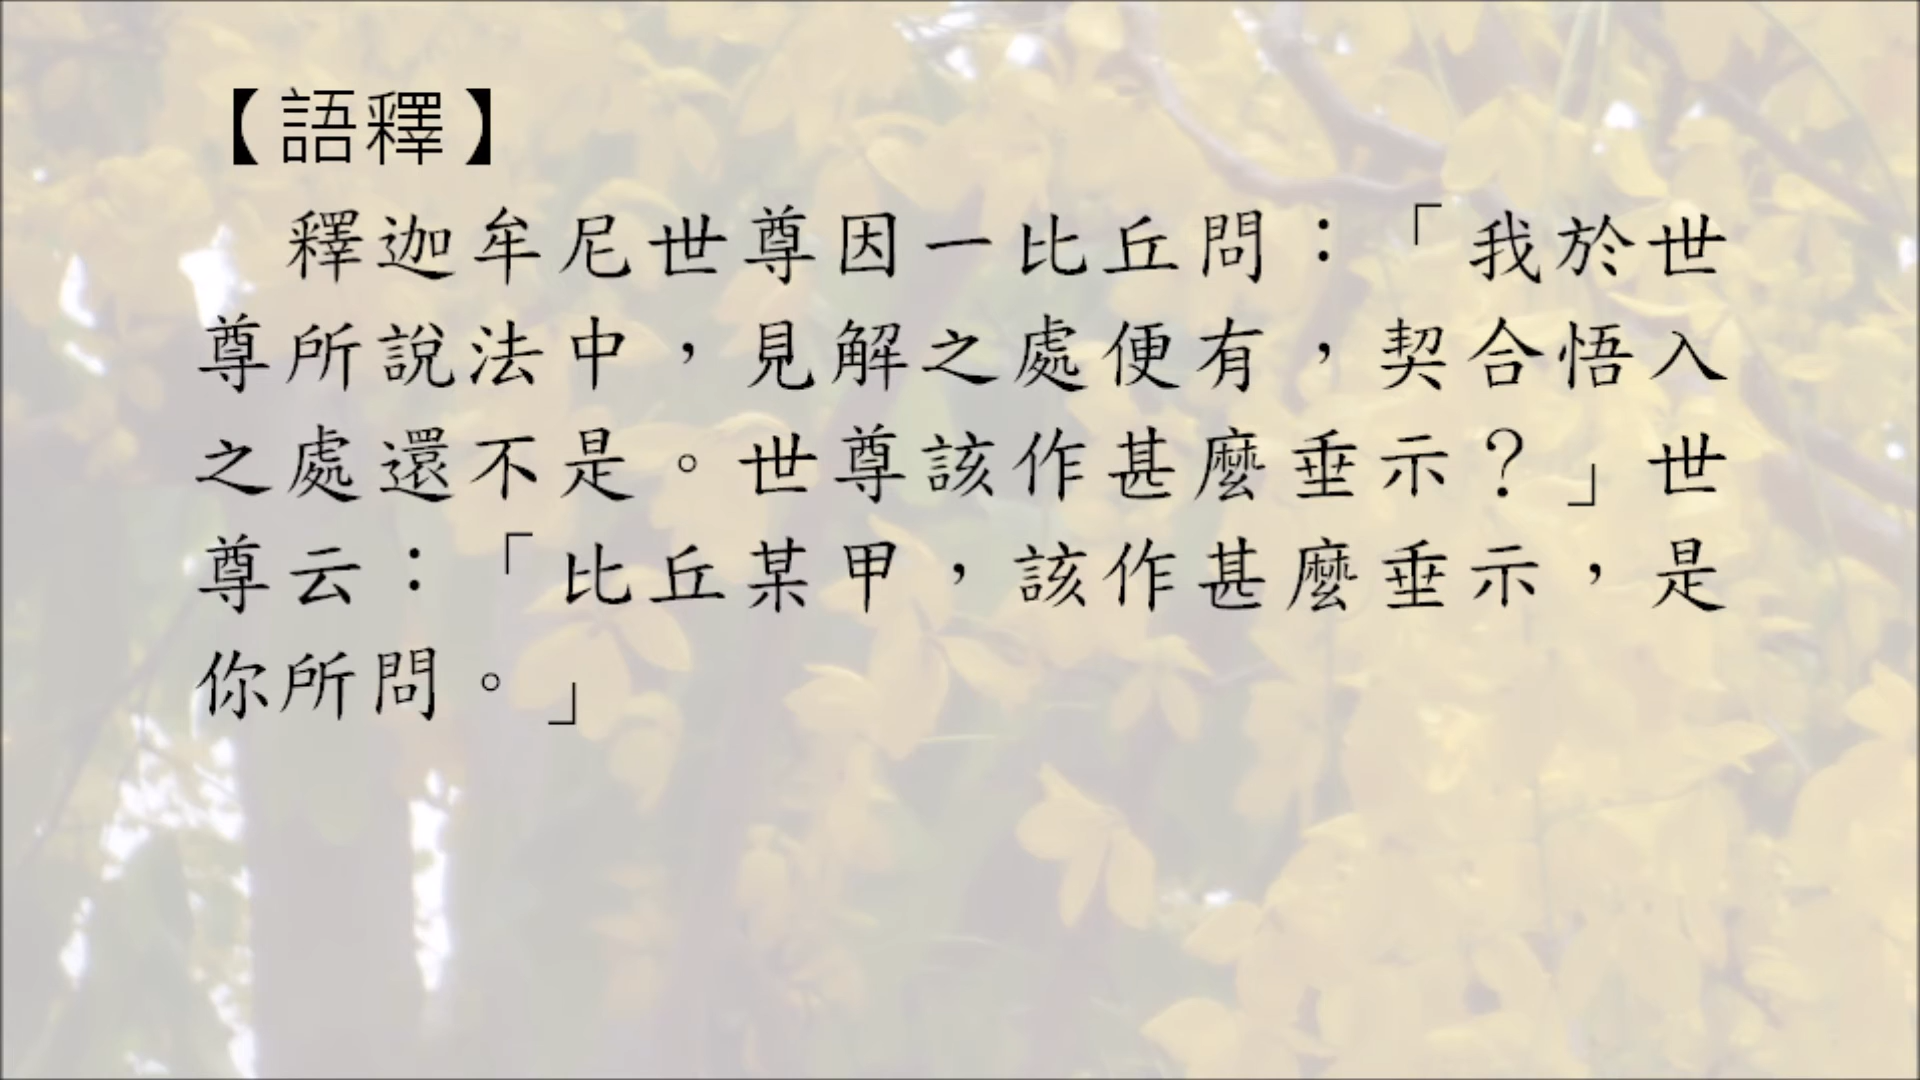 【語釋】
釋迦牟尼世尊因一比丘問：「我於世
尊所說法中，見解之處便有，契合悟入
之處還不是。世尊該作甚麼垂示？」世
尊云：「比丘某甲，該作甚麼垂示，是
你所問。」